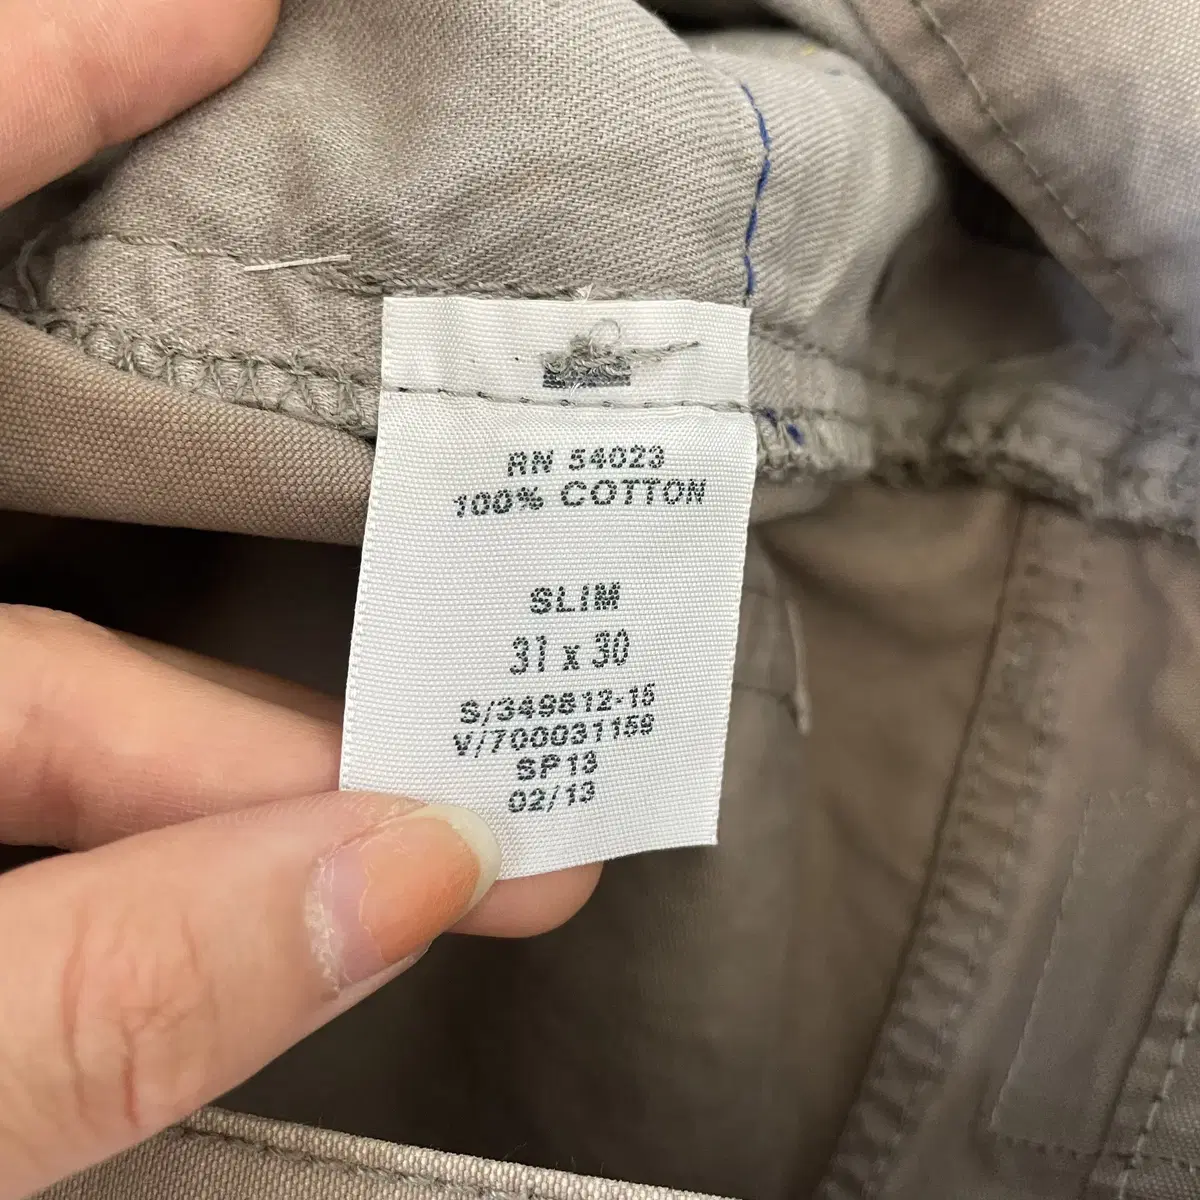 RN 54023
100% COTTON
SLIM
31 x 30
S/349812-15
V/700031159
SP13
02/13